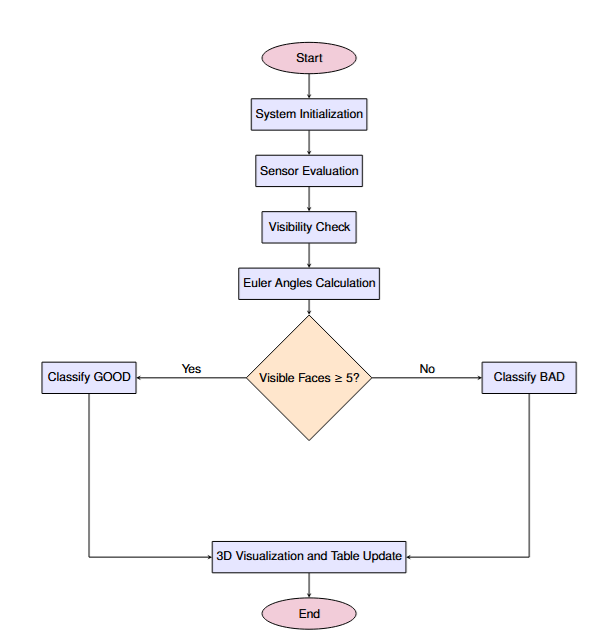 Start
System Initialization
Sensor Evaluation
Visibility Check
Euler Angles Calculation
Visible Faces ≥ 5?
Yes
No
Classify GOOD
Classify BAD
3D Visualization and Table Update
End